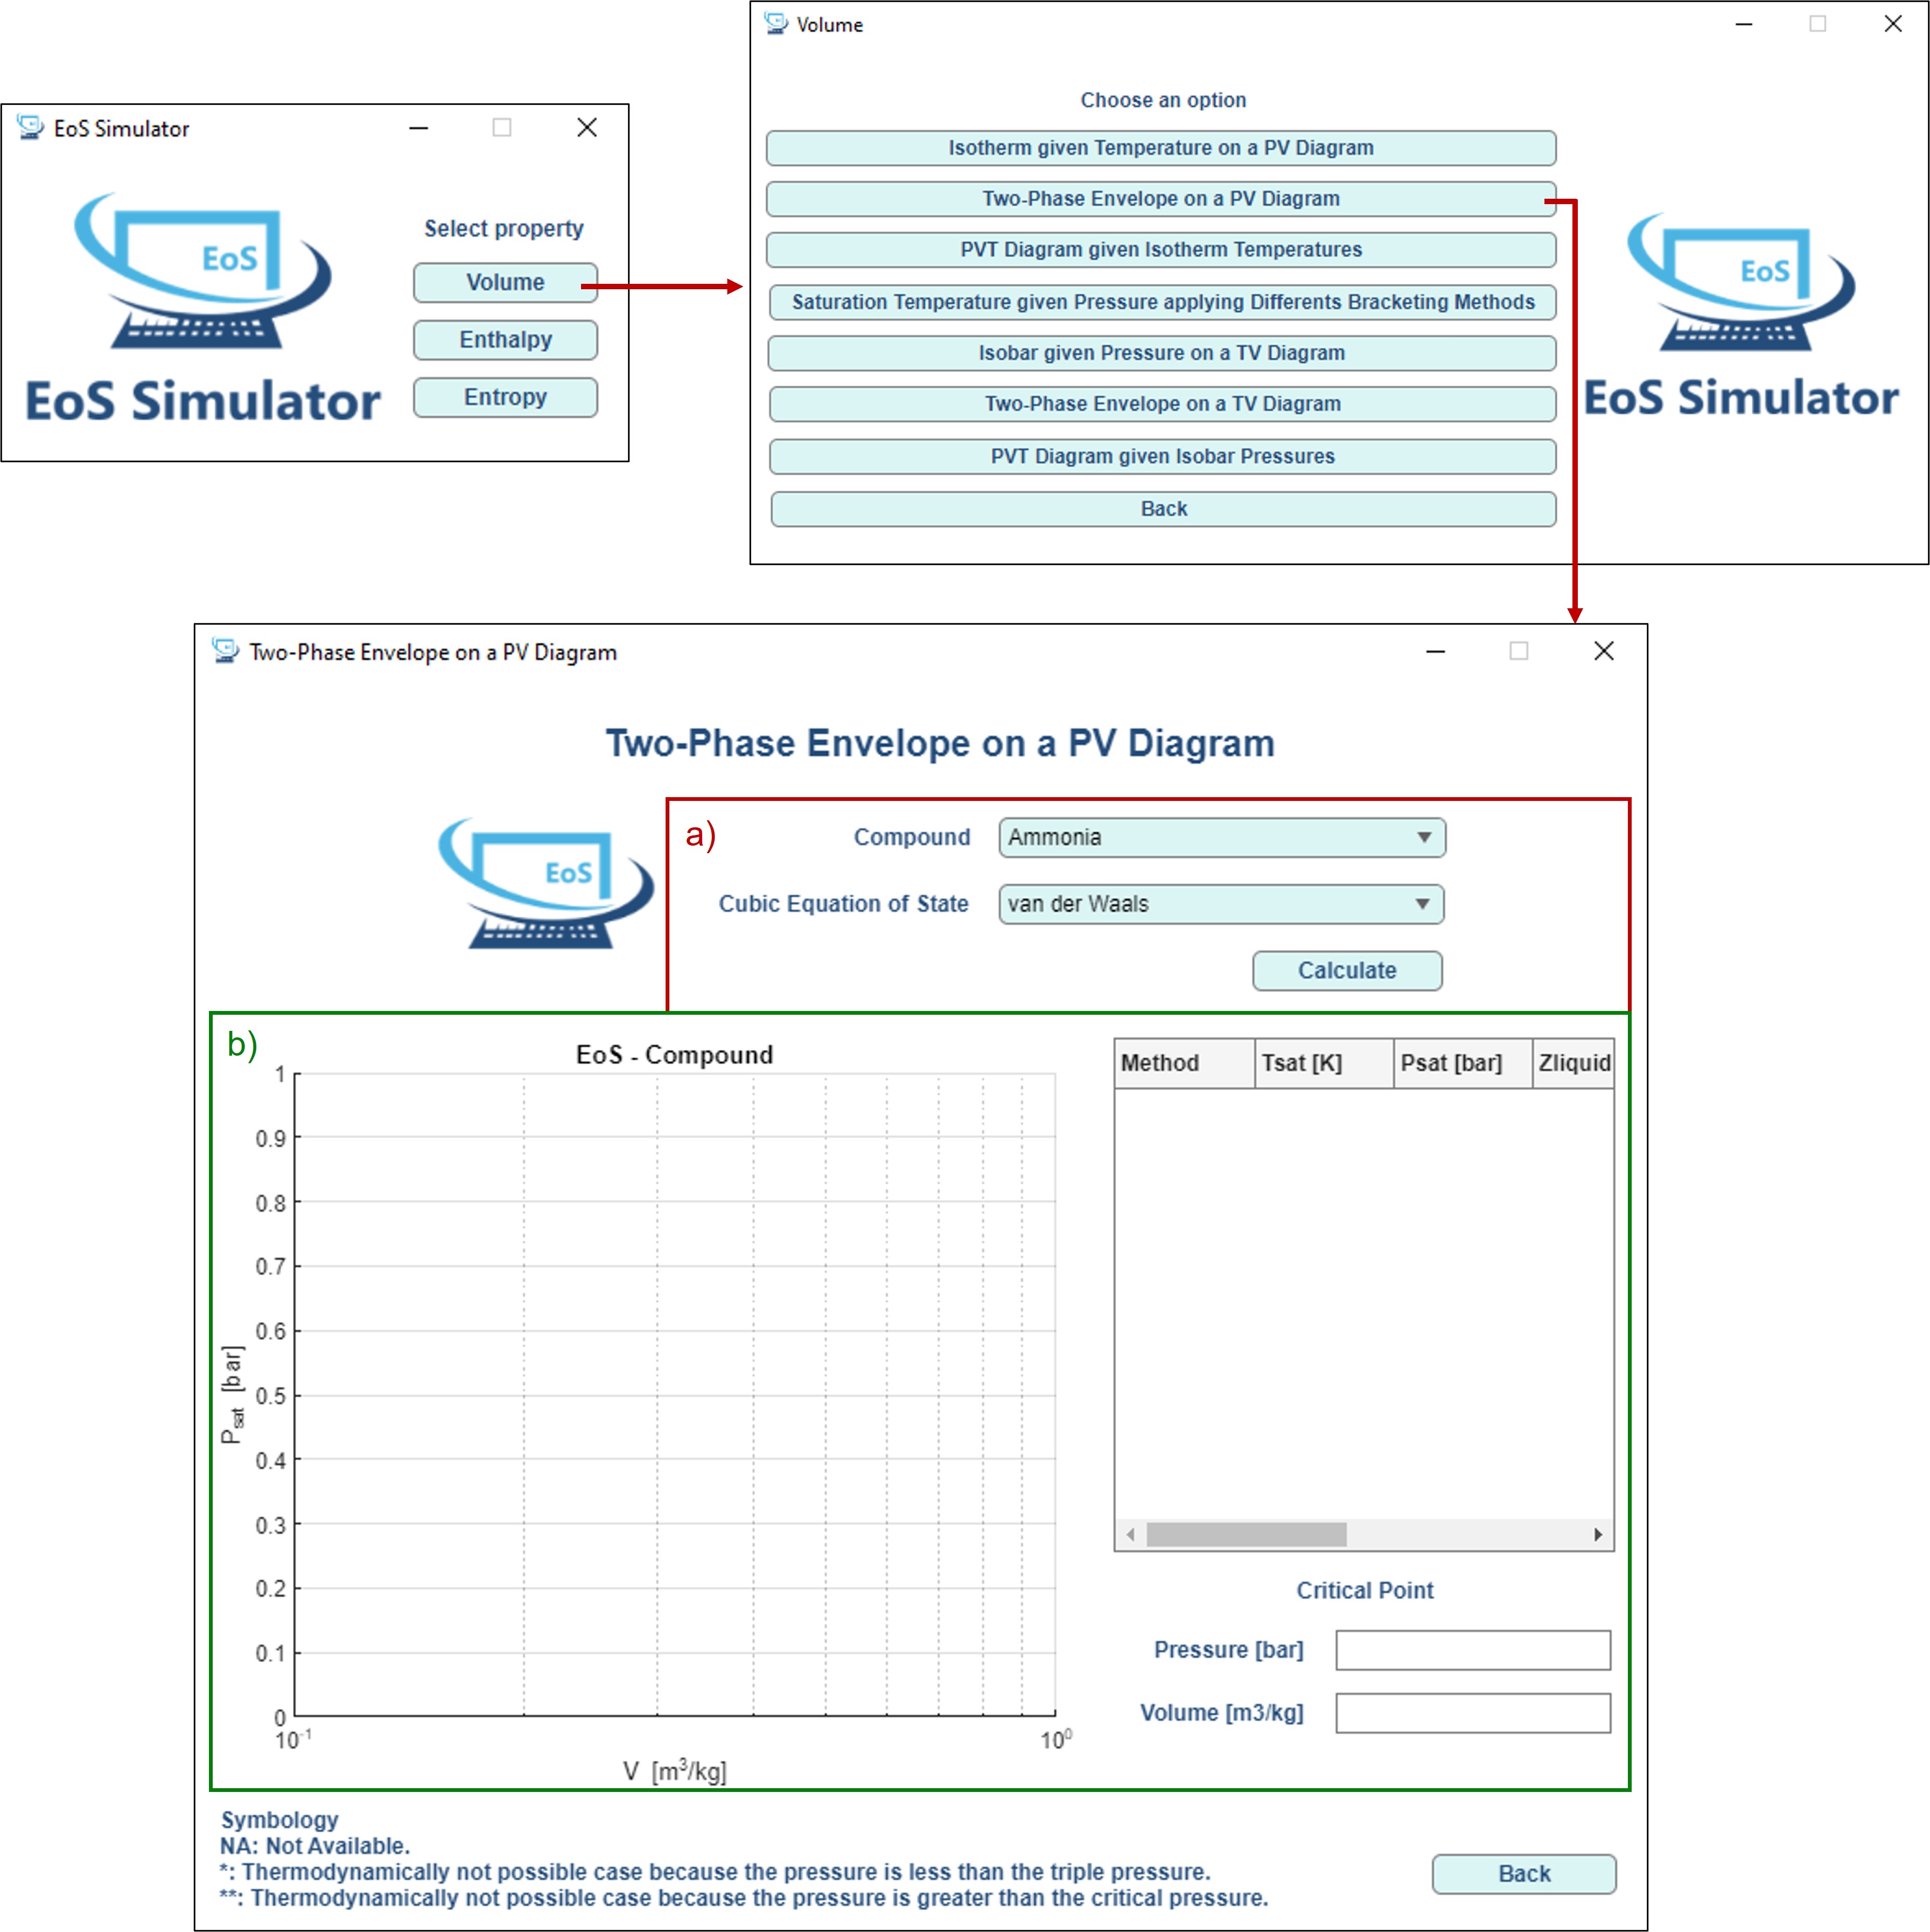 EoS Simulator
EoS
EoS Simulator
Select property
Volume
Enthalpy
Entropy
Volume
Choose an option
Isotherm given Temperature on a PV Diagram
Two-Phase Envelope on a PV Diagram
PVT Diagram given Isotherm Temperatures
Saturation Temperature given Pressure applying Differents Bracketing Methods
Isobar given Pressure on a TV Diagram
Two-Phase Envelope on a TV Diagram
PVT Diagram given Isobar Pressures
Back
EoS
EoS Simulator
Two-Phase Envelope on a PV Diagram
Two-Phase Envelope on a PV Diagram
EoS
a)
Compound Ammonia
Cubic Equation of State van der Waals
Calculate
b)
EoS - Compound
1
0.9
0.8
0.7
0.6
0.5
0.4
0.3
0.2
0.1
0
P_sat [bar]
10^-1 10^0
V [m³/kg]
Method Tsat [K] Psat [bar] Zliquid
Critical Point
Pressure [bar]
Volume [m3/kg]
Symbology
NA: Not Available.
*: Thermodynamically not possible case because the pressure is less than the triple pressure.
**: Thermodynamically not possible case because the pressure is greater than the critical pressure.
Back